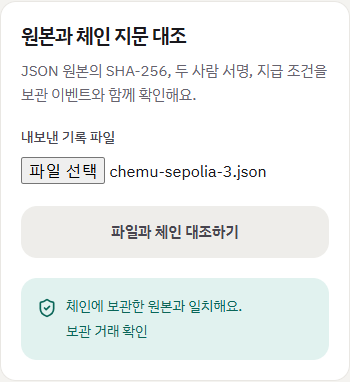 원본과 체인 지문 대조
JSON 원본의 SHA-256, 두 사람 서명, 지급 조건을
보관 이벤트와 함께 확인해요.
내보낸 기록 파일
파일 선택 chemu-sepolia-3.json
파일과 체인 대조하기
체인에 보관한 원본과 일치해요.
보관 거래 확인